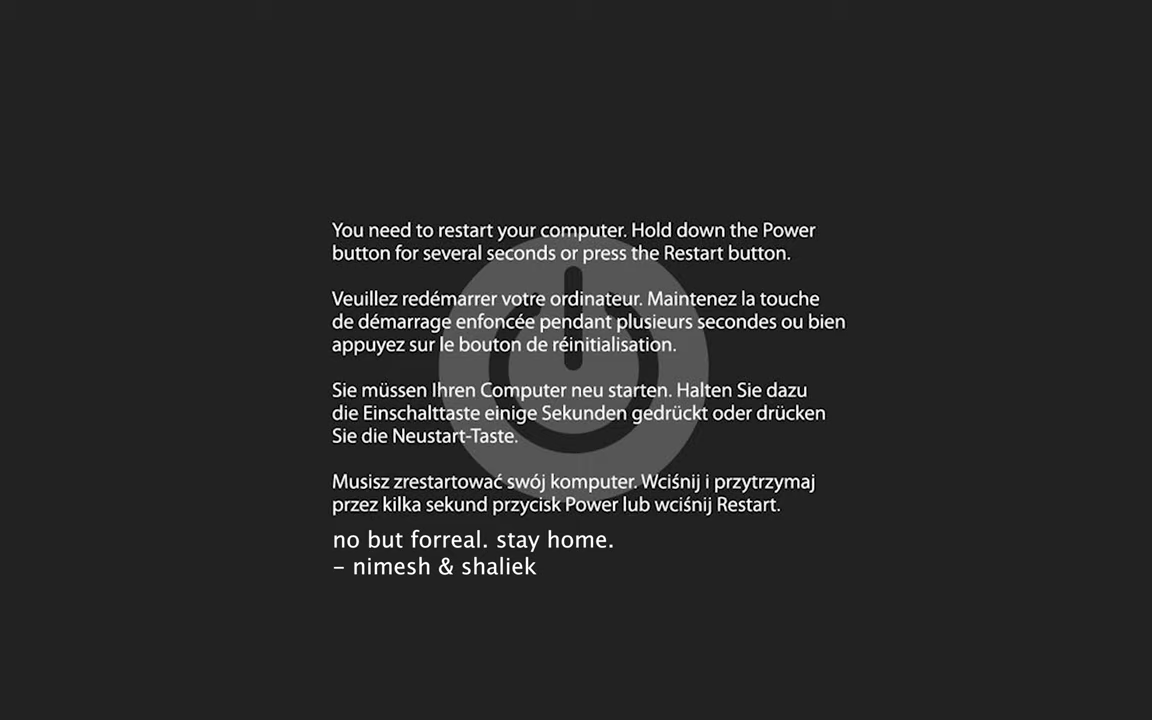 You need to restart your computer. Hold down the Power
button for several seconds or press the Restart button.
Veuillez redémarrer votre ordinateur. Maintenez la touche
de démarrage enfoncée pendant plusieurs secondes ou bien
appuyez sur le bouton de réinitialisation.
Sie müssen Ihren Computer neu starten. Halten Sie dazu
die Einschalttaste einige Sekunden gedrückt oder drücken
Sie die Neustart-Taste.
Musisz zrestartować swój komputer. Wciśnij i przytrzymaj
przez kilka sekund przycisk Power lub wciśnij Restart.
no but forreal. stay home.
– nimesh & shaliek